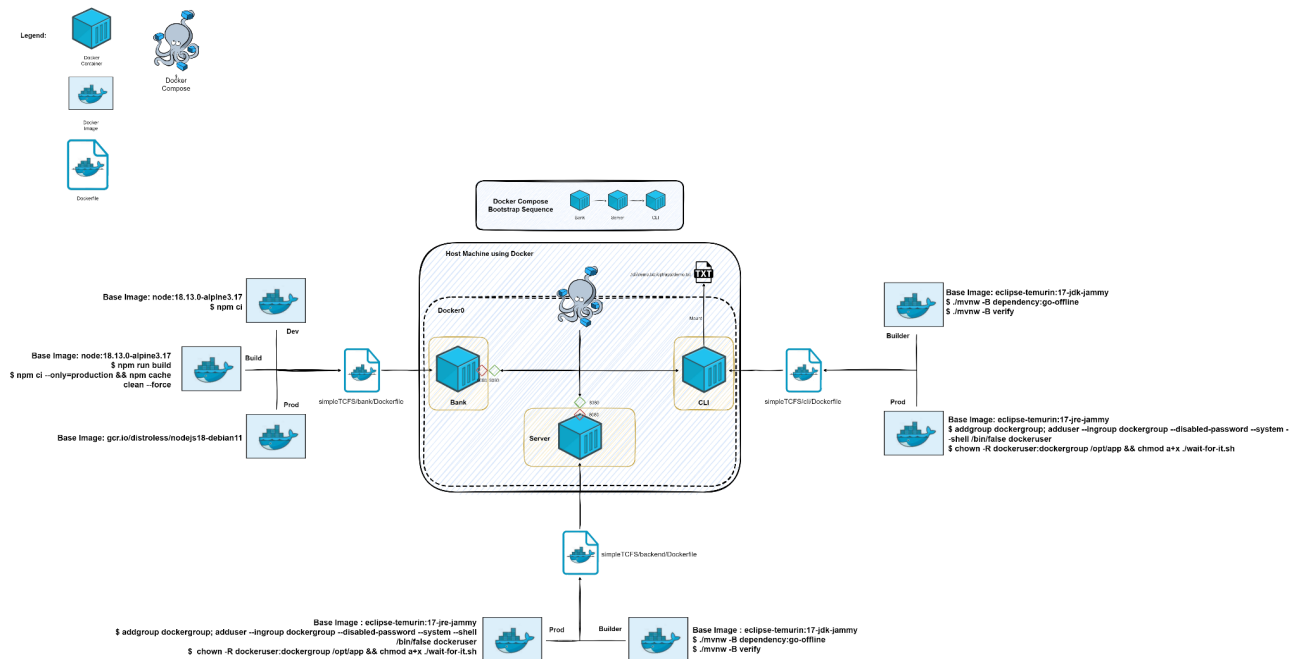 Legend:
Docker
Container
Docker
Compose
Docker
Image
Dockerfile
Docker Compose
Bootstrap Sequence
Bank
Server
CLI
Host Machine using Docker
TXT
Docker0
Mount
Bank
CLI
Server
Base Image: node:18.13.0-alpine3.17
$ npm ci
Dev
Base Image: node:18.13.0-alpine3.17
$ npm run build
$ npm ci --only=production && npm cache
clean --force
Build
Prod
Base Image: gcr.io/distroless/nodejs18-debian11
simpleTCFS/bank/Dockerfile
simpleTCFS/cli/Dockerfile
Base Image: eclipse-temurin:17-jdk-jammy
$ ./mvnw -B dependency:go-offline
$ ./mvnw -B verify
Builder
Prod
Base Image: eclipse-temurin:17-jre-jammy
$ addgroup dockergroup; adduser --ingroup dockergroup --disabled-password --system -
-shell /bin/false dockeruser
$ chown -R dockeruser:dockergroup /opt/app && chmod a+x ./wait-for-it.sh
simpleTCFS/backend/Dockerfile
Base Image : eclipse-temurin:17-jre-jammy
$ addgroup dockergroup; adduser --ingroup dockergroup --disabled-password --system --shell
/bin/false dockeruser
$ chown -R dockeruser:dockergroup /opt/app && chmod a+x ./wait-for-it.sh
Prod
Builder
Base Image : eclipse-temurin:17-jdk-jammy
$ ./mvnw -B dependency:go-offline
$ ./mvnw -B verify